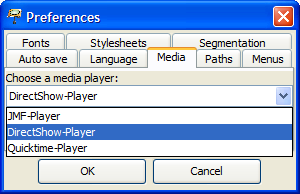 Preferences
Fonts Stylesheets Segmentation
Auto save Language Media Paths Menus
Choose a media player:
DirectShow-Player
JMF-Player
DirectShow-Player
Quicktime-Player
OK Cancel